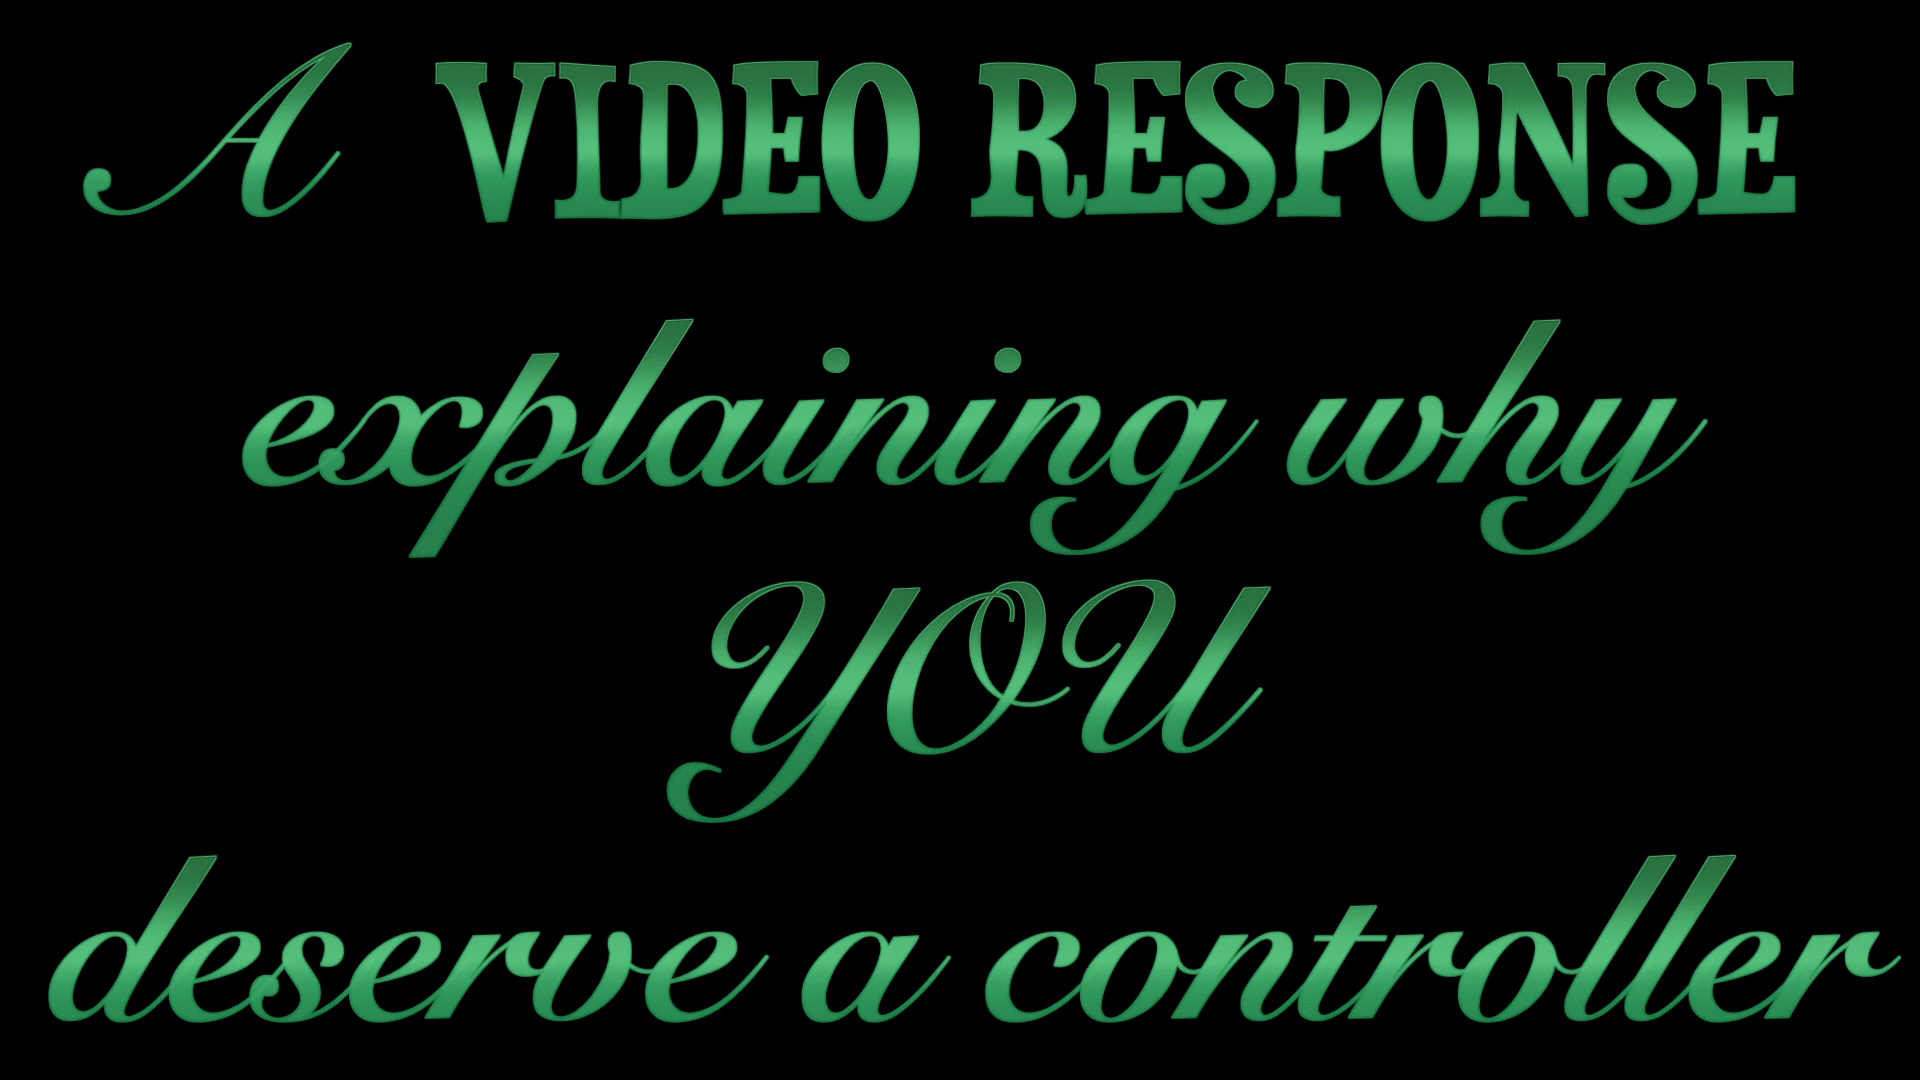 A VIDEO RESPONSE
explaining why
YOU
deserve a controller